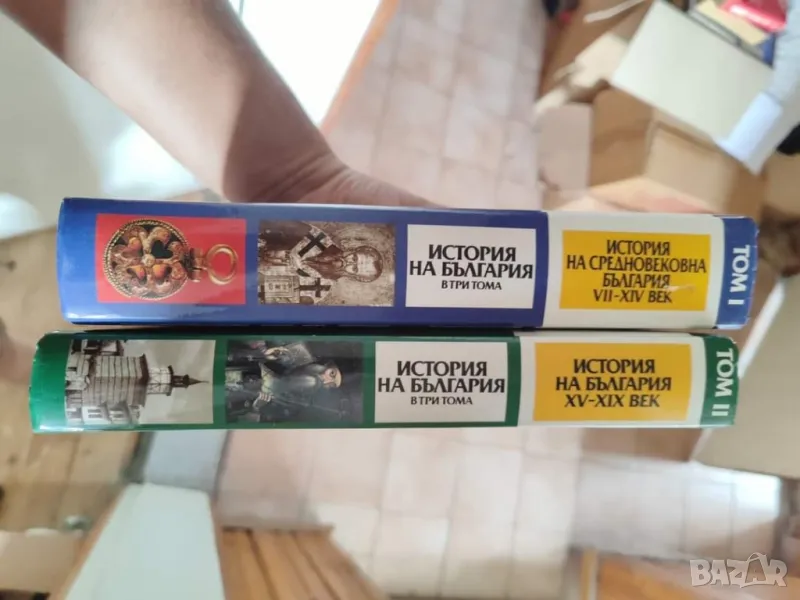 ИСТОРИЯ
НА БЪЛГАРИЯ
В ТРИ ТОМА
ИСТОРИЯ
НА СРЕДНОВЕКОВНА
БЪЛГАРИЯ
VII-XIV ВЕК
ТОМ I
ИСТОРИЯ
НА БЪЛГАРИЯ
В ТРИ ТОМА
ИСТОРИЯ
НА БЪЛГАРИЯ
XV-XIX ВЕК
ТОМ II
BAZAR